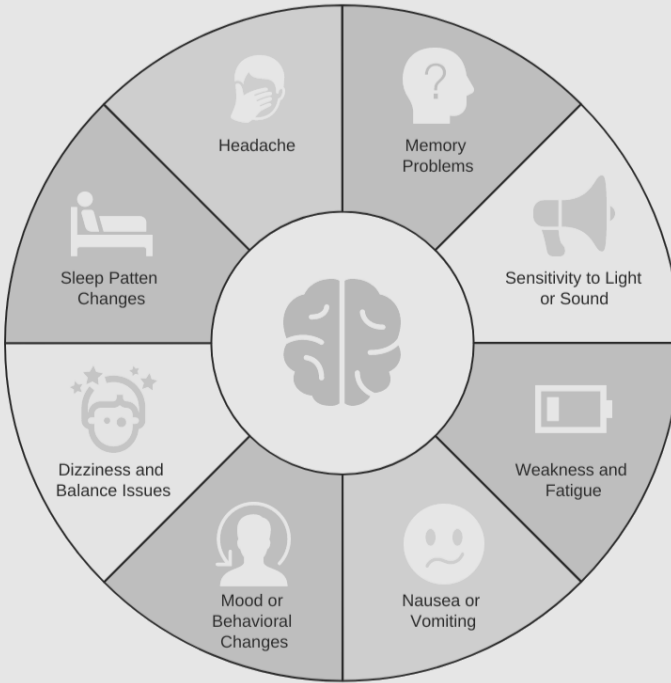 Headache
Memory
Problems
Sensitivity to Light
or Sound
Weakness and
Fatigue
Nausea or
Vomiting
Mood or
Behavioral
Changes
Dizziness and
Balance Issues
Sleep Patten
Changes
?